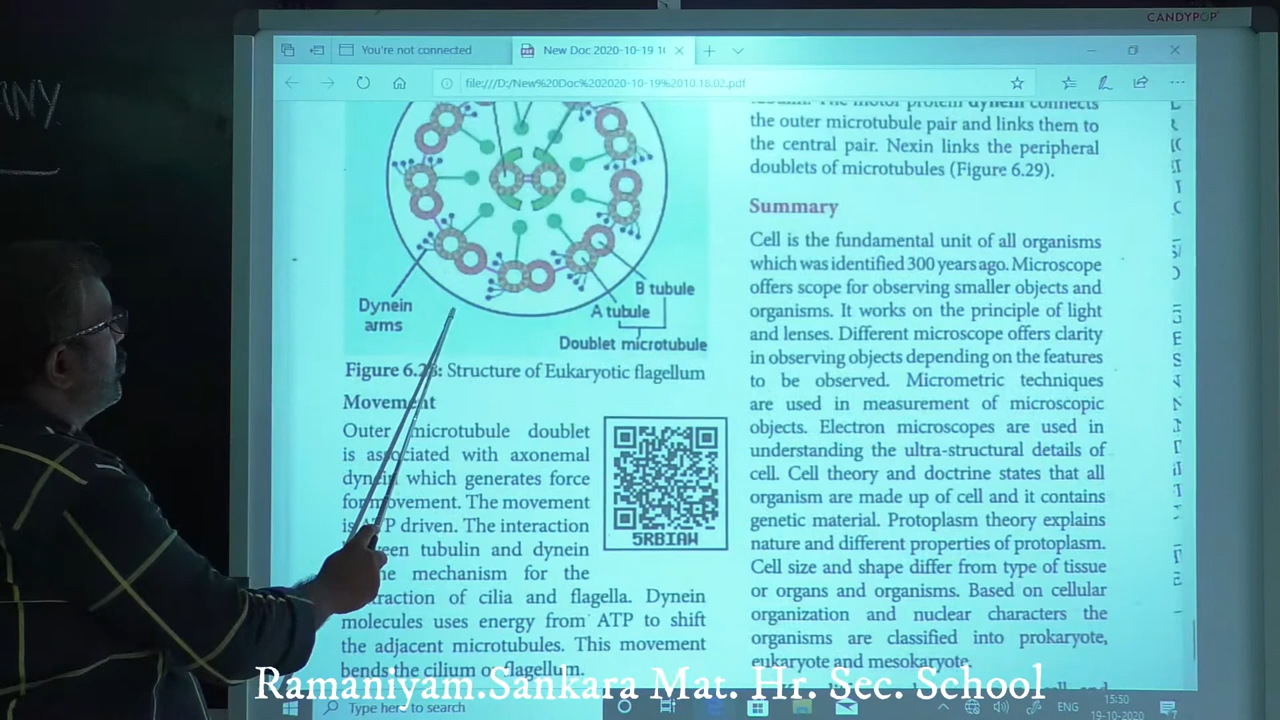 CANDYPOP
ANY
You're not connected
New Doc 2020-10-19 1
file:///D:/New%20Doc%202020-10-19%2010.18.02.pdf
B tubule
Dynein
arms
A tubule
Doublet microtubule
Figure 6.28: Structure of Eukaryotic flagellum
Movement
Outer microtubule doublet
is associated with axonemal
dynein which generates force
for movement. The movement
is ATP driven. The interaction
between tubulin and dynein
mechanism for the
contraction of cilia and flagella. Dynein
molecules uses energy from ATP to shift
the adjacent microtubules. This movement
bends the cilium or flagellum.
5RBIAW
The motor protein dynein connects
the outer microtubule pair and links them to
the central pair. Nexin links the peripheral
doublets of microtubules (Figure 6.29).
Summary
Cell is the fundamental unit of all organisms
which was identified 300 years ago. Microscope
offers scope for observing smaller objects and
organisms. It works on the principle of light
and lenses. Different microscope offers clarity
in observing objects depending on the features
to be observed. Micrometric techniques
are used in measurement of microscopic
objects. Electron microscopes are used in
understanding the ultra-structural details of
cell. Cell theory and doctrine states that all
organism are made up of cell and it contains
genetic material. Protoplasm theory explains
nature and different properties of protoplasm.
Cell size and shape differ from type of tissue
or organs and organisms. Based on cellular
organization and nuclear characters the
organisms are classified into prokaryote,
eukaryote and mesokaryote.
Ramaniyam.Sankara Mat. Hr. Sec. School
Type here to search
ENG
15:50
19-10-2020